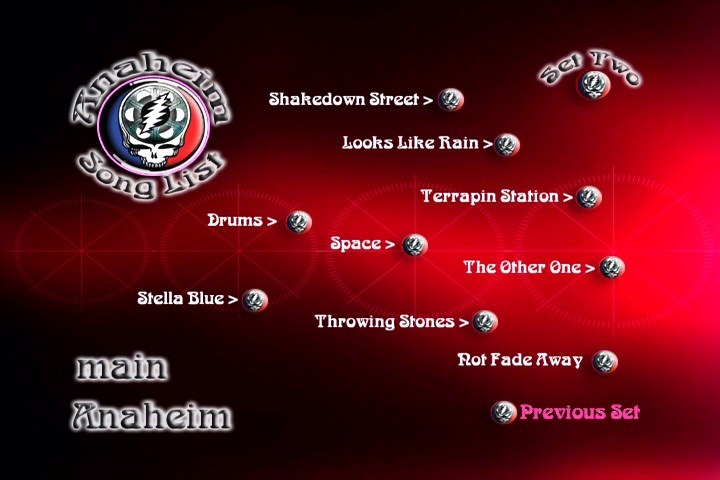 Anaheim
Song List
Set Two
Shakedown Street >
Looks Like Rain >
Terrapin Station >
Drums >
Space >
The Other One >
Stella Blue >
Throwing Stones >
Not Fade Away
main
Anaheim
Previous Set